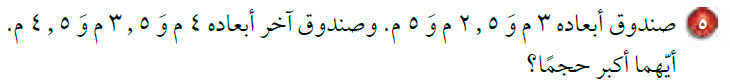 ٥ صندوق أبعاده ٣ م وَ ٢,٥ م وَ ٥ م. وصندوق آخر أبعاده ٤ م وَ ٣,٥ م وَ ٤,٥ م.
أيّهما أكبر حجمًا؟